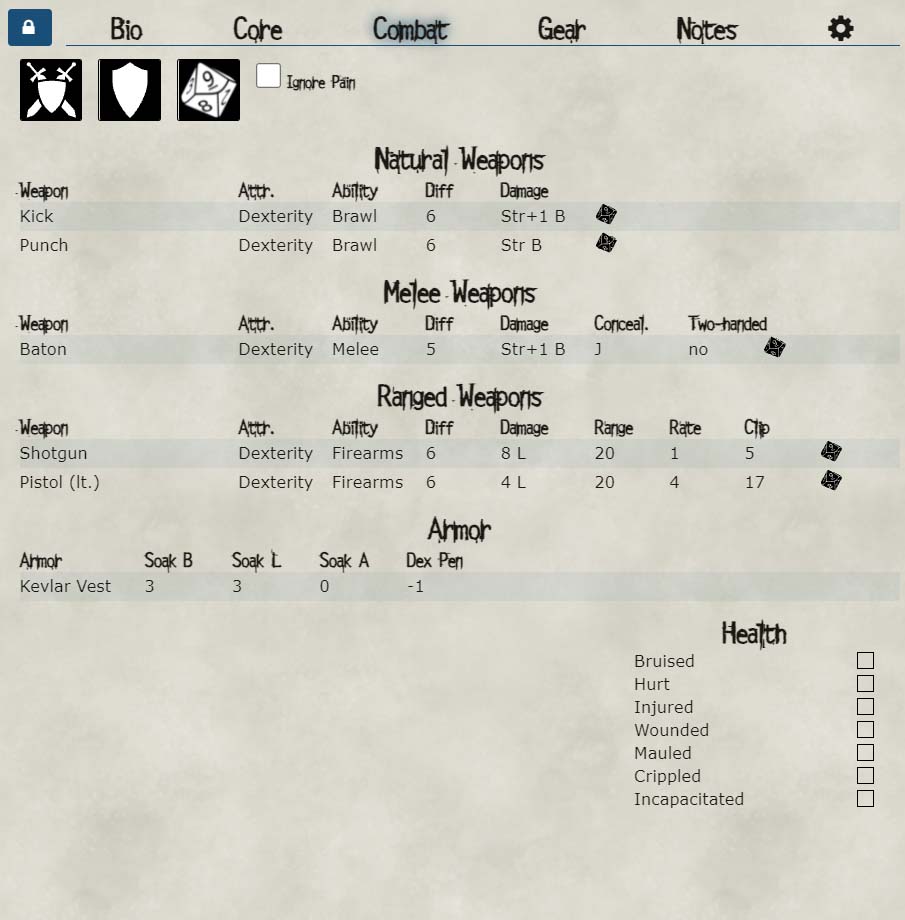 Bio Core Combat Gear Notes
Ignore Pain
Natural Weapons
Weapon Attr. Ability Diff Damage
Kick Dexterity Brawl 6 Str+1 B
Punch Dexterity Brawl 6 Str B
Melee Weapons
Weapon Attr. Ability Diff Damage Conceal. Two-handed
Baton Dexterity Melee 5 Str+1 B J no
Ranged Weapons
Weapon Attr. Ability Diff Damage Range Rate Clip
Shotgun Dexterity Firearms 6 8 L 20 1 5
Pistol (lt.) Dexterity Firearms 6 4 L 20 4 17
Armor
Armor Soak B Soak L Soak A Dex Pen
Kevlar Vest 3 3 0 -1
Health
Bruised
Hurt
Injured
Wounded
Mauled
Crippled
Incapacitated